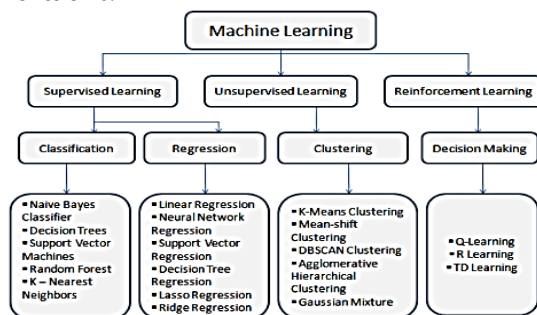 Machine Learning
Supervised Learning
Unsupervised Learning
Reinforcement Learning
Classification
Regression
Clustering
Decision Making
▪ Naive Bayes
Classifier
▪ Decision Trees
▪ Support Vector
Machines
▪ Random Forest
▪ K – Nearest
Neighbors
▪ Linear Regression
▪ Neural Network
Regression
▪ Support Vector
Regression
▪ Decision Tree
Regression
▪ Lasso Regression
▪ Ridge Regression
▪ K-Means Clustering
▪ Mean-shift
Clustering
▪ DBSCAN Clustering
▪ Agglomerative
Hierarchical
Clustering
▪ Gaussian Mixture
▪ Q-Learning
▪ R Learning
▪ TD Learning